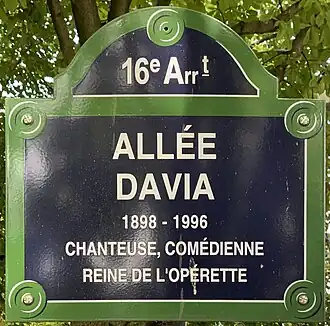 16e Arrt
ALLÉE
DAVIA
1898 - 1996
CHANTEUSE, COMÉDIENNE
REINE DE L'OPÉRETTE